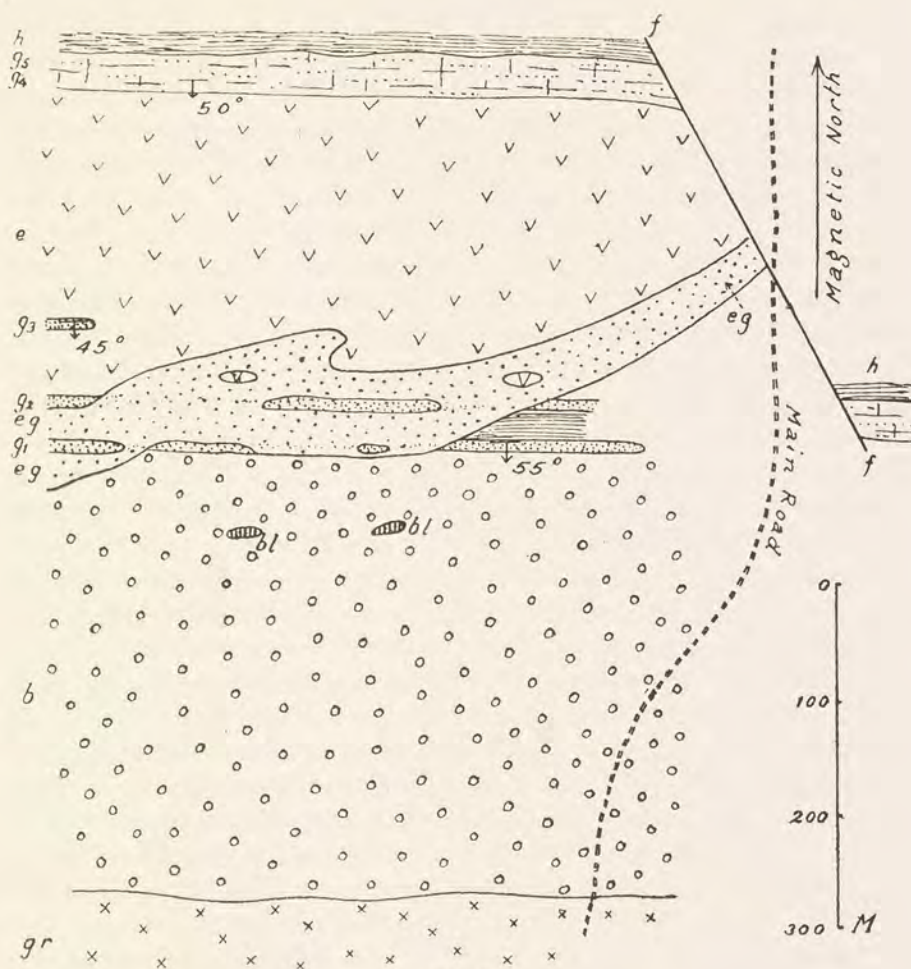 h
f
g5
g4
50°
Magnetic North
e
eg
g3
45°
h
V
V
g2
eg
g1
55°
f
eg
Main Road
bl
bl
0
b
100
200
gr
300 M